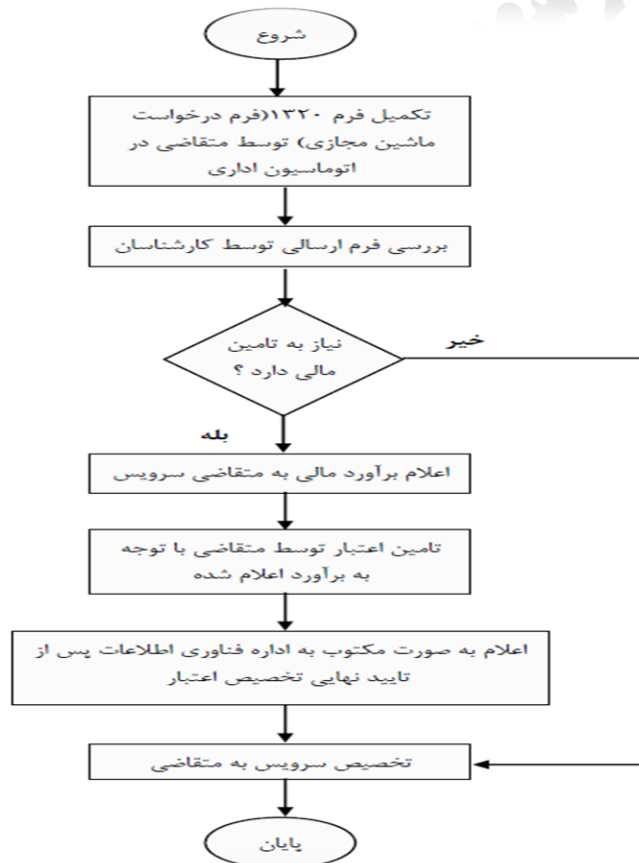 شروع
تکمیل فرم ۱۳۲۰(فرم درخواست
ماشین مجازی) توسط متقاضی در
اتوماسیون اداری
بررسی فرم ارسالی توسط کارشناسان
نیاز به تامین
مالی دارد ؟
خیر
بله
اعلام برآورد مالی به متقاضی سرویس
تامین اعتبار توسط متقاضی با توجه
به برآورد اعلام شده
اعلام به صورت مکتوب به اداره فناوری اطلاعات پس از
تایید نهایی تخصیص اعتبار
تخصیص سرویس به متقاضی
پایان